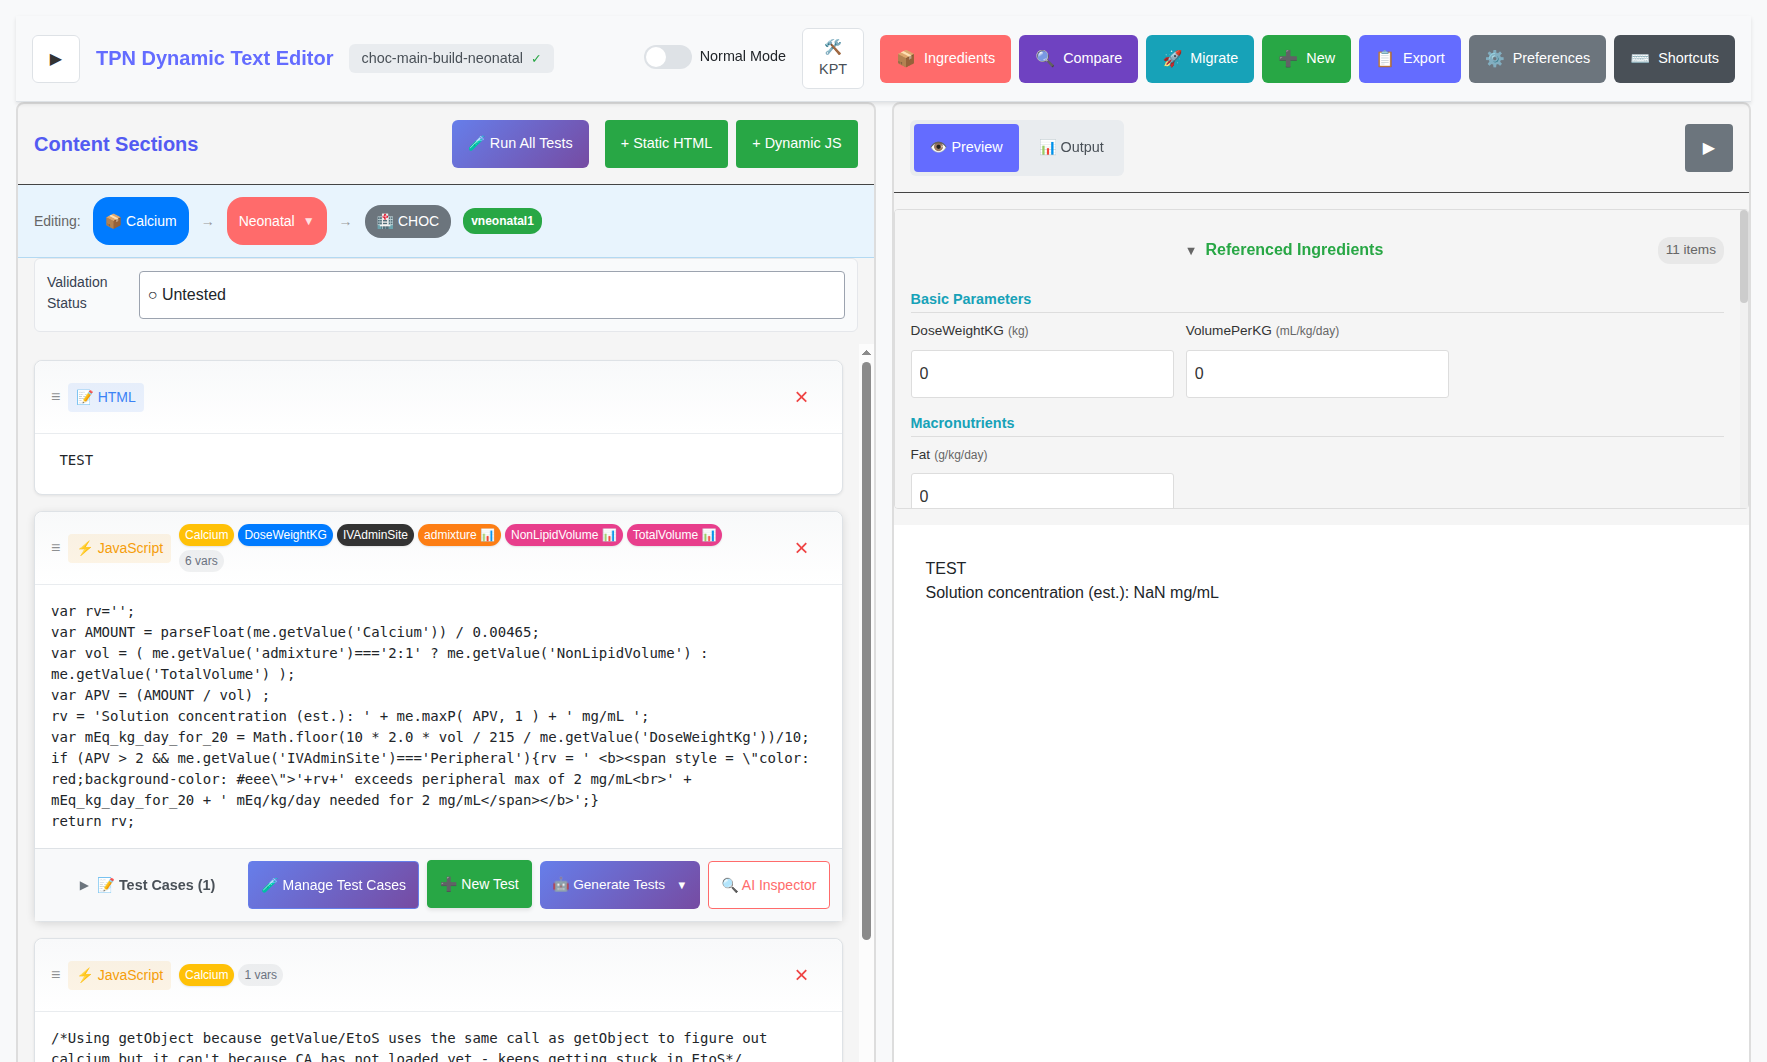 ▶ TPN Dynamic Text Editor choc-main-build-neonatal ✓ Normal Mode 🛠️ KPT 📦 Ingredients 🔍 Compare 🚀 Migrate ➕ New 📋 Export ⚙️ Preferences ⌨️ Shortcuts
Content Sections 🧪 Run All Tests + Static HTML + Dynamic JS
Editing: 📦 Calcium → Neonatal ▼ → 🏥 CHOC vneonatal1
Validation
Status
○ Untested
≡ 📝 HTML ✕
TEST
≡ ⚡ JavaScript Calcium DoseWeightKG IVAdminSite admixture 📊 NonLipidVolume 📊 TotalVolume 📊
6 vars ✕
var rv='';
var AMOUNT = parseFloat(me.getValue('Calcium')) / 0.00465;
var vol = ( me.getValue('admixture')==='2:1' ? me.getValue('NonLipidVolume') :
me.getValue('TotalVolume') );
var APV = (AMOUNT / vol) ;
rv = 'Solution concentration (est.): ' + me.maxP( APV, 1 ) + ' mg/mL ';
var mEq_kg_day_for_20 = Math.floor(10 * 2.0 * vol / 215 / me.getValue('DoseWeightKg'))/10;
if (APV > 2 && me.getValue('IVAdminSite')==='Peripheral'){rv = ' <b><span style = \"color:
red;background-color: #eee\">'+rv+' exceeds peripheral max of 2 mg/mL<br>' +
mEq_kg_day_for_20 + ' mEq/kg/day needed for 2 mg/mL</span></b>';}
return rv;
▶ 📝 Test Cases (1) 🧪 Manage Test Cases ➕ New Test 🤖 Generate Tests ▼ 🔍 AI Inspector
≡ ⚡ JavaScript Calcium 1 vars ✕
/*Using getObject because getValue/EtoS uses the same call as getObject to figure out
calcium but it can't because CA has not loaded yet - keeps getting stuck in EtoS*/
👁️ Preview 📊 Output ▶
▼ Referenced Ingredients 11 items
Basic Parameters
DoseWeightKG (kg) VolumePerKG (mL/kg/day)
0 0
Macronutrients
Fat (g/kg/day)
0
TEST
Solution concentration (est.): NaN mg/mL